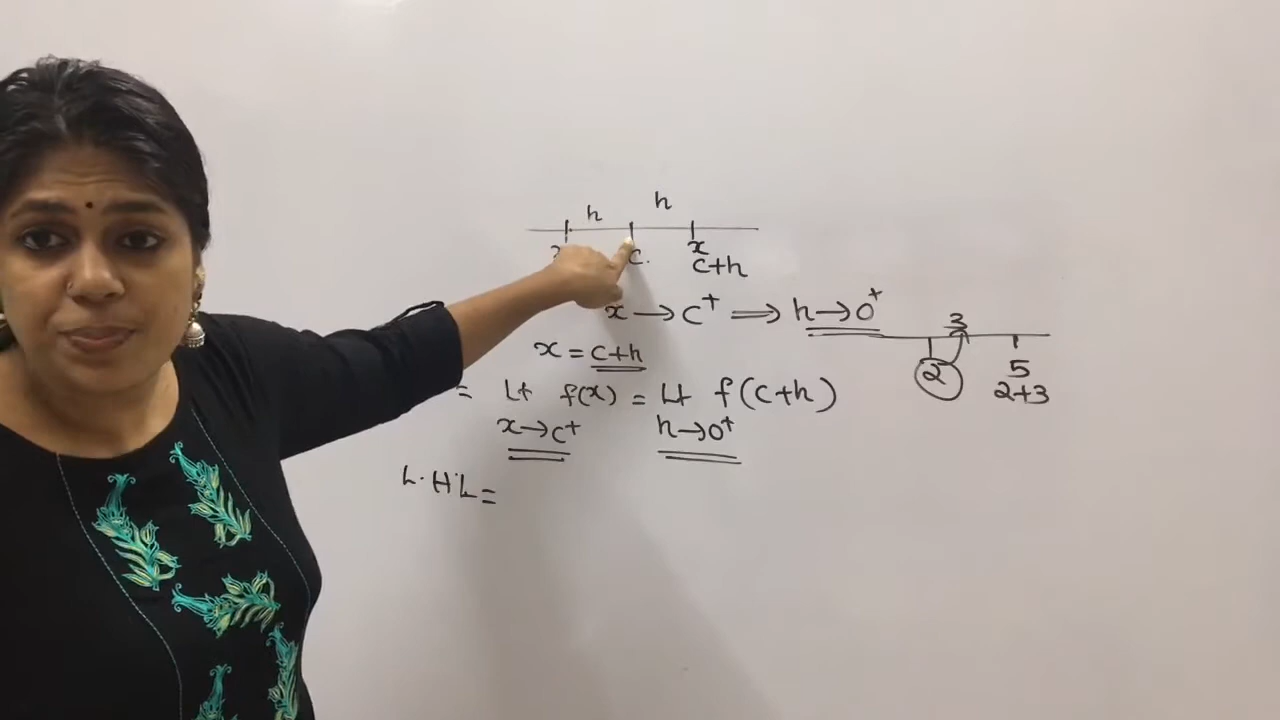 h h
x c. x
c+h
x → c⁺ ⟹ h → 0⁺
3
x = c+h
2 5
2+3
= Lt f(x) = Lt f(c+h)
x→c⁺ h→0⁺
L.H.L =